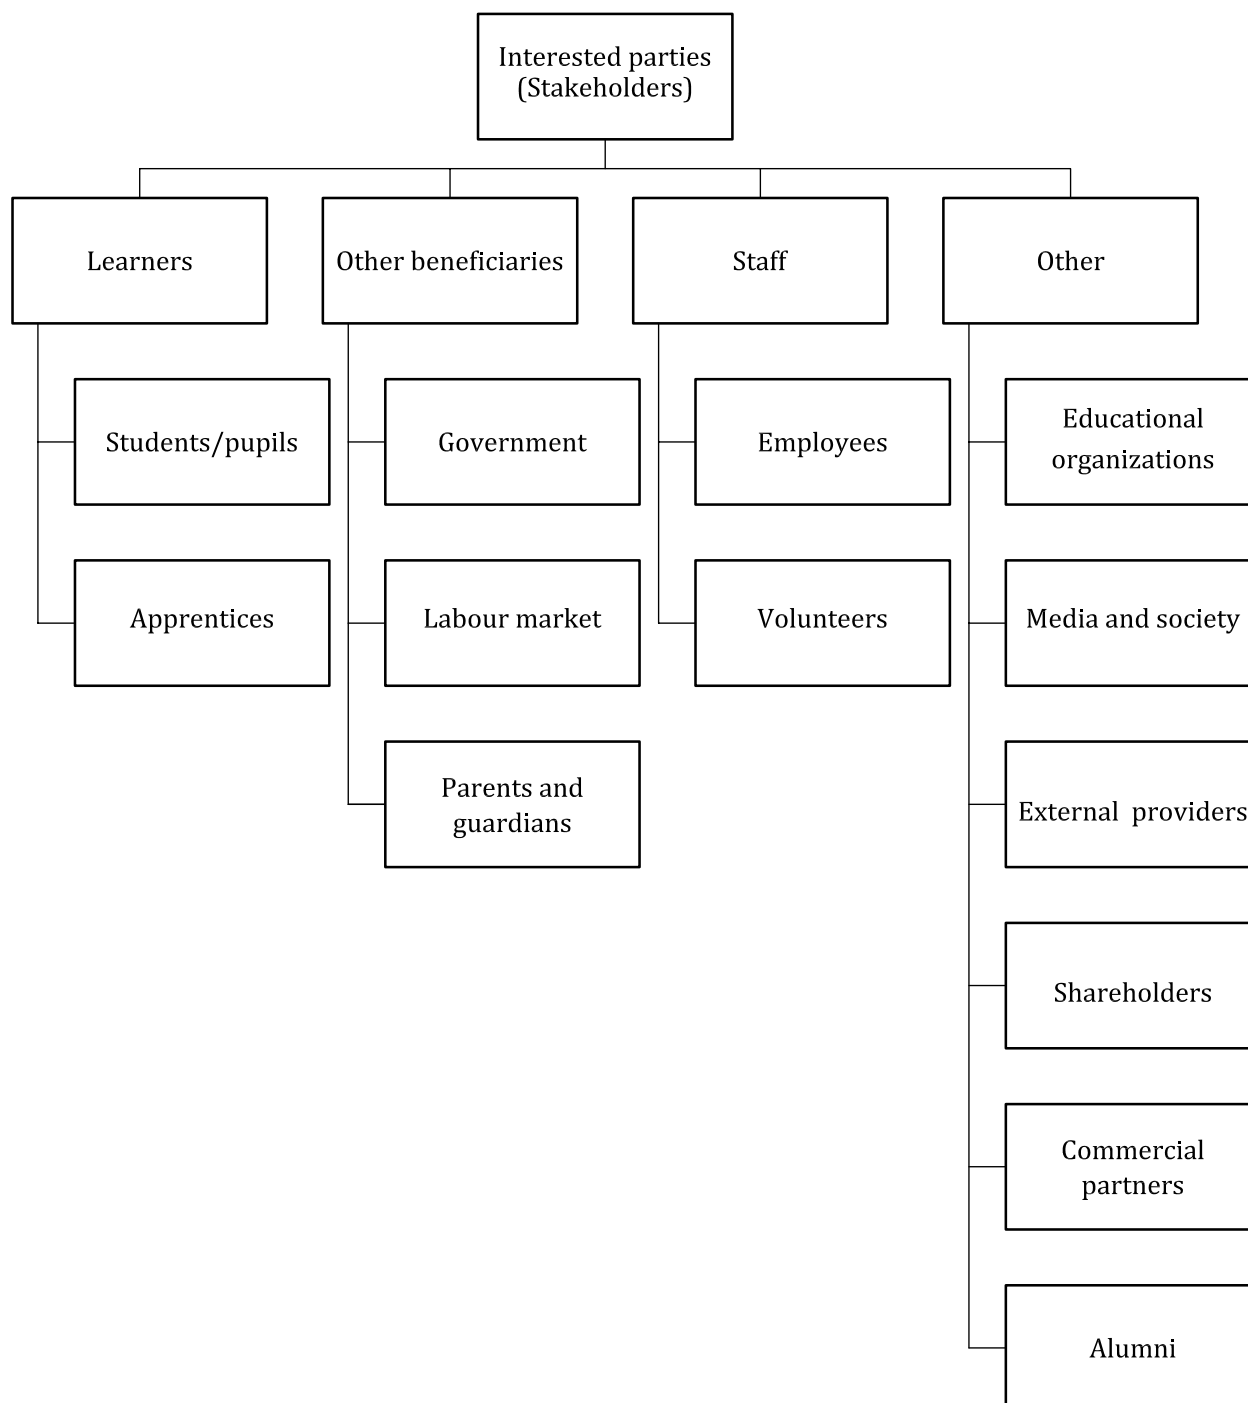 Interested parties
(Stakeholders)
Learners
Other beneficiaries
Staff
Other
Students/pupils
Government
Employees
Educational
organizations
Apprentices
Labour market
Volunteers
Media and society
Parents and
guardians
External providers
Shareholders
Commercial
partners
Alumni